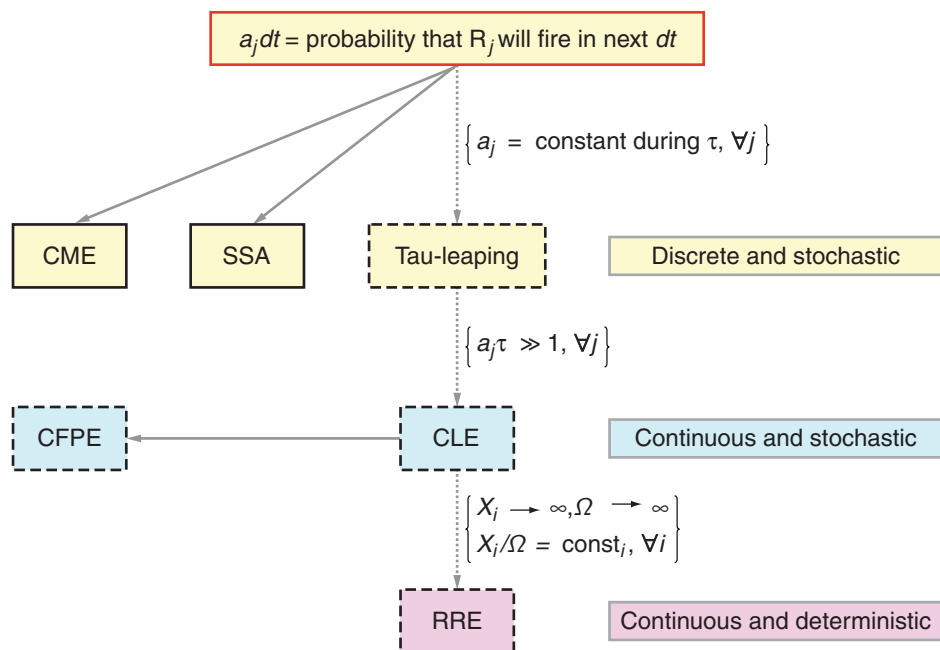 a_j dt = probability that R_j will fire in next dt
{ a_j = constant during τ, ∀j }
CME
SSA
Tau-leaping
Discrete and stochastic
{ a_jτ ≫ 1, ∀j }
CFPE
CLE
Continuous and stochastic
X_i → ∞, Ω → ∞
X_i/Ω = const_i, ∀i
RRE
Continuous and deterministic